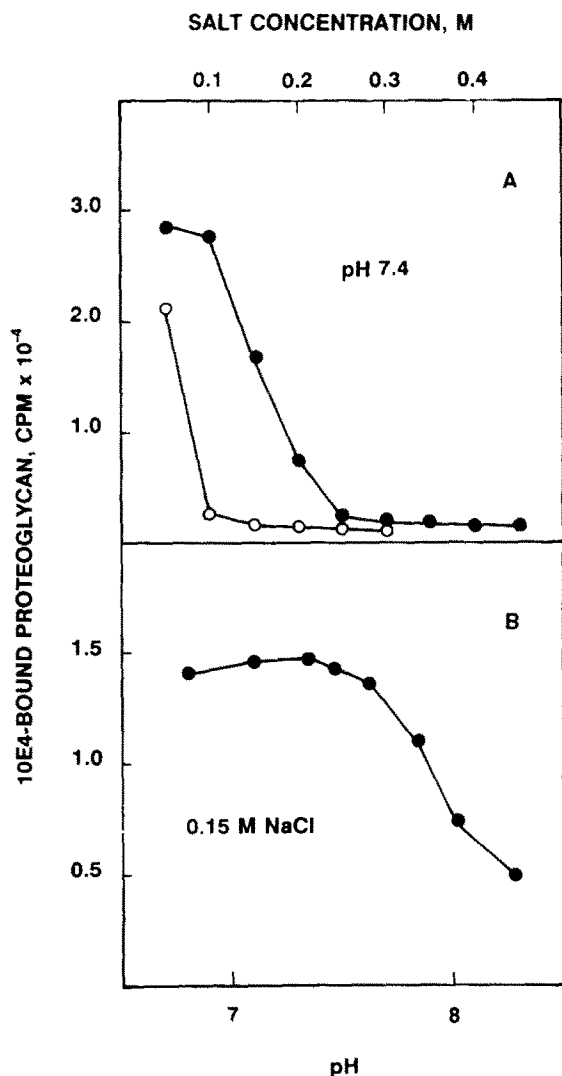 SALT CONCENTRATION, M
0.1 0.2 0.3 0.4
A
3.0
pH 7.4
2.0
1.0
10E4-BOUND PROTEOGLYCAN, CPM x 10⁻⁴
B
1.5
1.0
0.15 M NaCl
0.5
7 8
pH